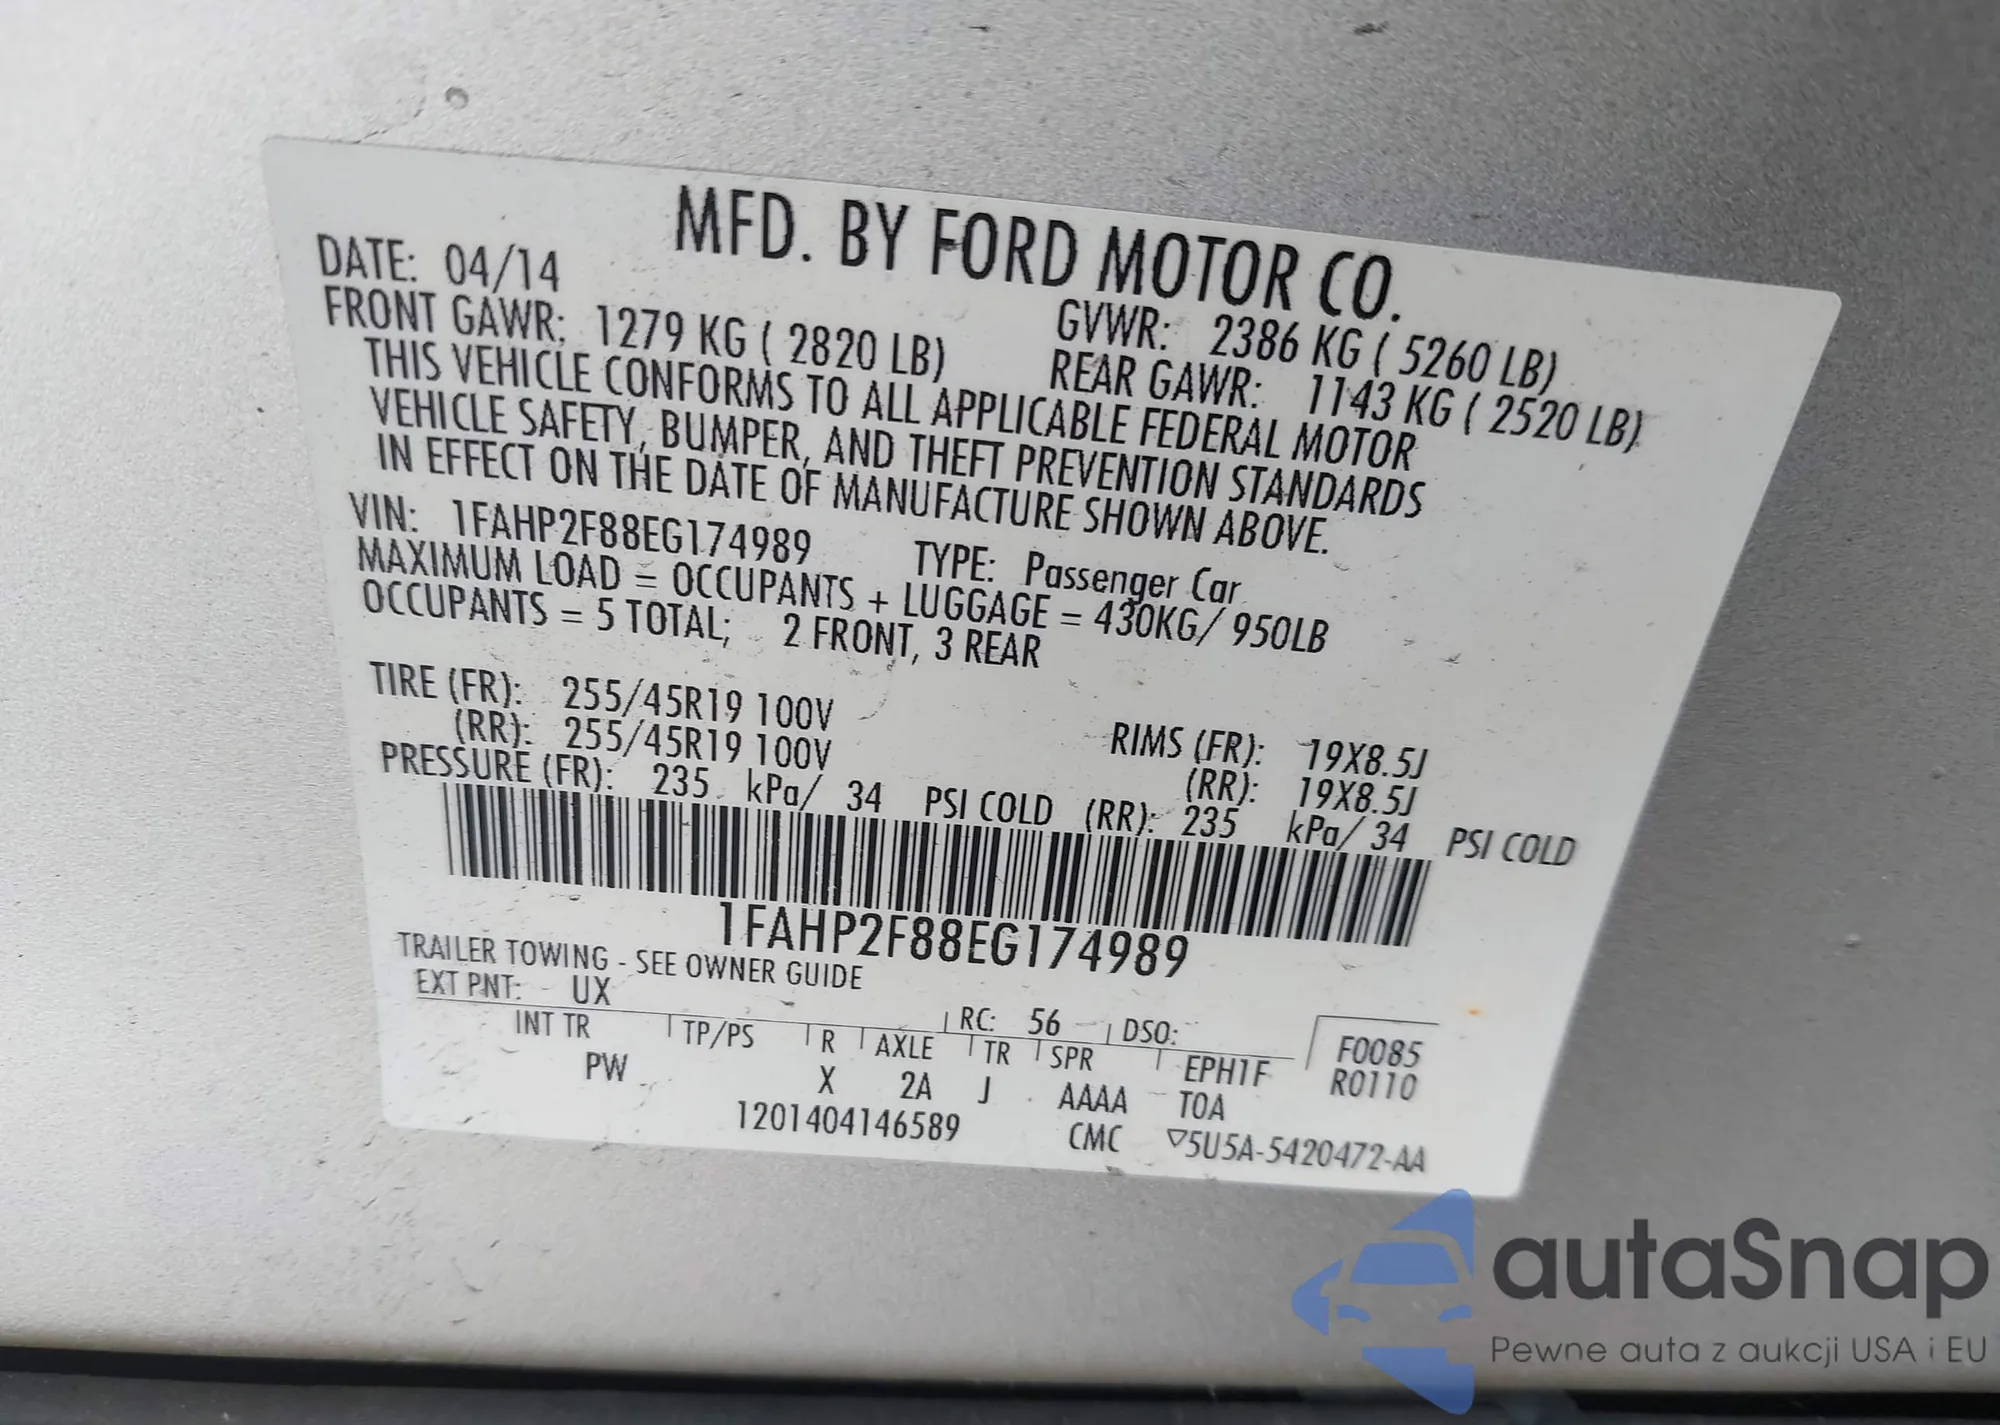 MFD. BY FORD MOTOR CO.
DATE: 04/14 GVWR: 2386 KG ( 5260 LB)
FRONT GAWR: 1279 KG ( 2820 LB) REAR GAWR: 1143 KG ( 2520 LB)
THIS VEHICLE CONFORMS TO ALL APPLICABLE FEDERAL MOTOR
VEHICLE SAFETY, BUMPER, AND THEFT PREVENTION STANDARDS
IN EFFECT ON THE DATE OF MANUFACTURE SHOWN ABOVE.
VIN: 1FAHP2F88EG174989 TYPE: Passenger Car
MAXIMUM LOAD = OCCUPANTS + LUGGAGE = 430KG/ 950LB
OCCUPANTS = 5 TOTAL; 2 FRONT, 3 REAR
TIRE (FR): 255/45R19 100V RIMS (FR): 19X8.5J
(RR): 255/45R19 100V (RR): 19X8.5J
PRESSURE (FR): 235 kPa/ 34 PSI COLD (RR): 235 kPa/ 34 PSI COLD
1FAHP2F88EG174989
TRAILER TOWING - SEE OWNER GUIDE
EXT PNT: UX RC: 56 DSO: F0085
INT TR TP/PS R AXLE TR SPR EPH1F R0110
PW X 2A J AAAA T0A
1201404146589 CMC ▽5U5A-5420472-AA
autaSnap
Pewne auta z aukcji USA i EU